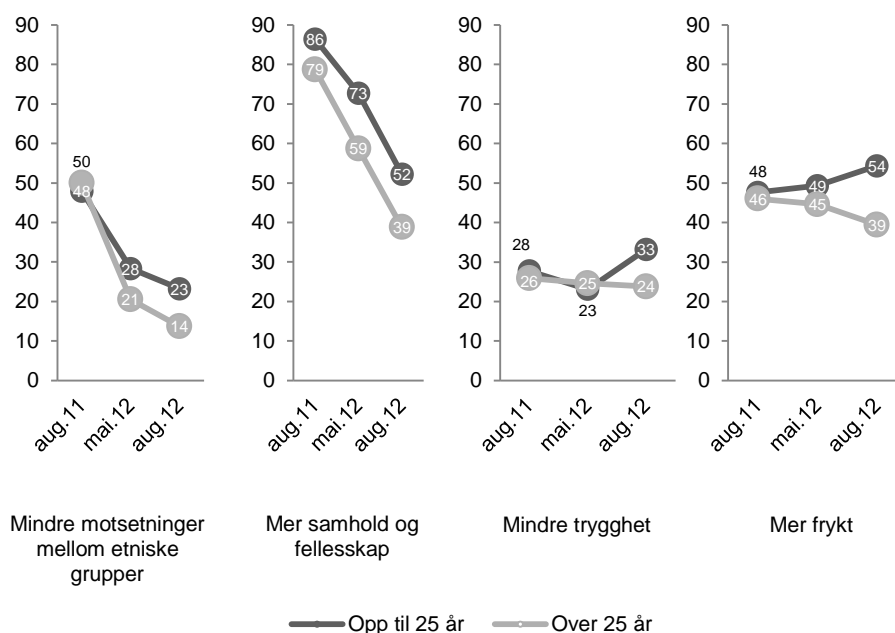 90 90 90 90
80 80 80 80
70 70 70 70
60 60 60 60
50 50 50 50
40 40 40 40
30 30 30 30
20 20 20 20
10 10 10 10
0 0 0 0
50
48
28
21
23
14
86
79
73
59
52
39
28
26
25
23
33
24
48
46
49
45
54
39
aug.11 mai.12 aug.12
aug.11 mai.12 aug.12
aug.11 mai.12 aug.12
aug.11 mai.12 aug.12
Mindre motsetninger
mellom etniske
grupper
Mer samhold og
fellesskap
Mindre trygghet
Mer frykt
Opp til 25 år Over 25 år